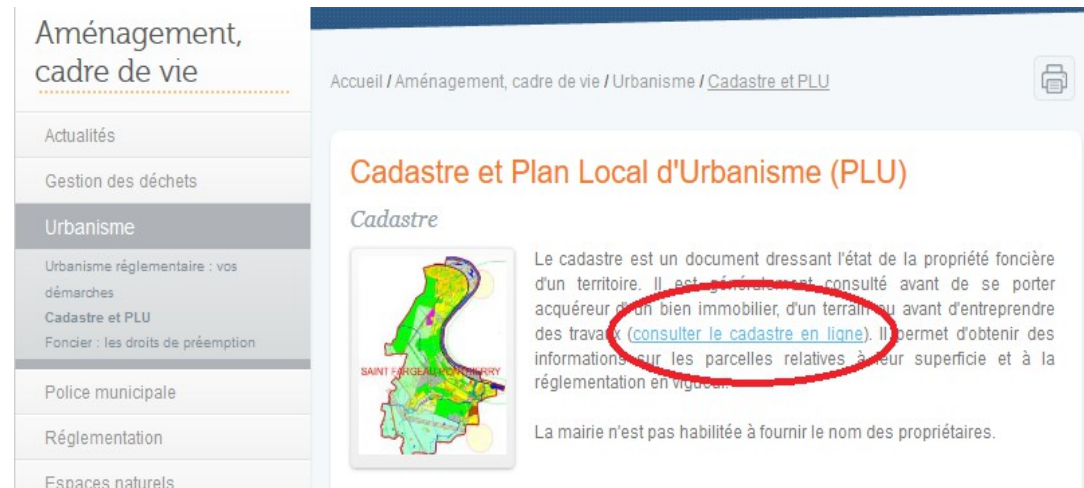 Aménagement,
cadre de vie
Actualités
Gestion des déchets
Urbanisme
Urbanisme réglementaire : vos
démarches
Cadastre et PLU
Foncier : les droits de préemption
Police municipale
Réglementation
Espaces naturels
Accueil / Aménagement, cadre de vie / Urbanisme / Cadastre et PLU
Cadastre et Plan Local d'Urbanisme (PLU)
Cadastre
SAINT FARGEAU PONTHIERRY
Le cadastre est un document dressant l'état de la propriété foncière
d'un territoire. Il est généralement consulté avant de se porter
acquéreur d'un bien immobilier, d'un terrain ou avant d'entreprendre
des travaux (consulter le cadastre en ligne). Il permet d'obtenir des
informations sur les parcelles relatives à leur superficie et à la
réglementation en vigueur.
La mairie n'est pas habilitée à fournir le nom des propriétaires.